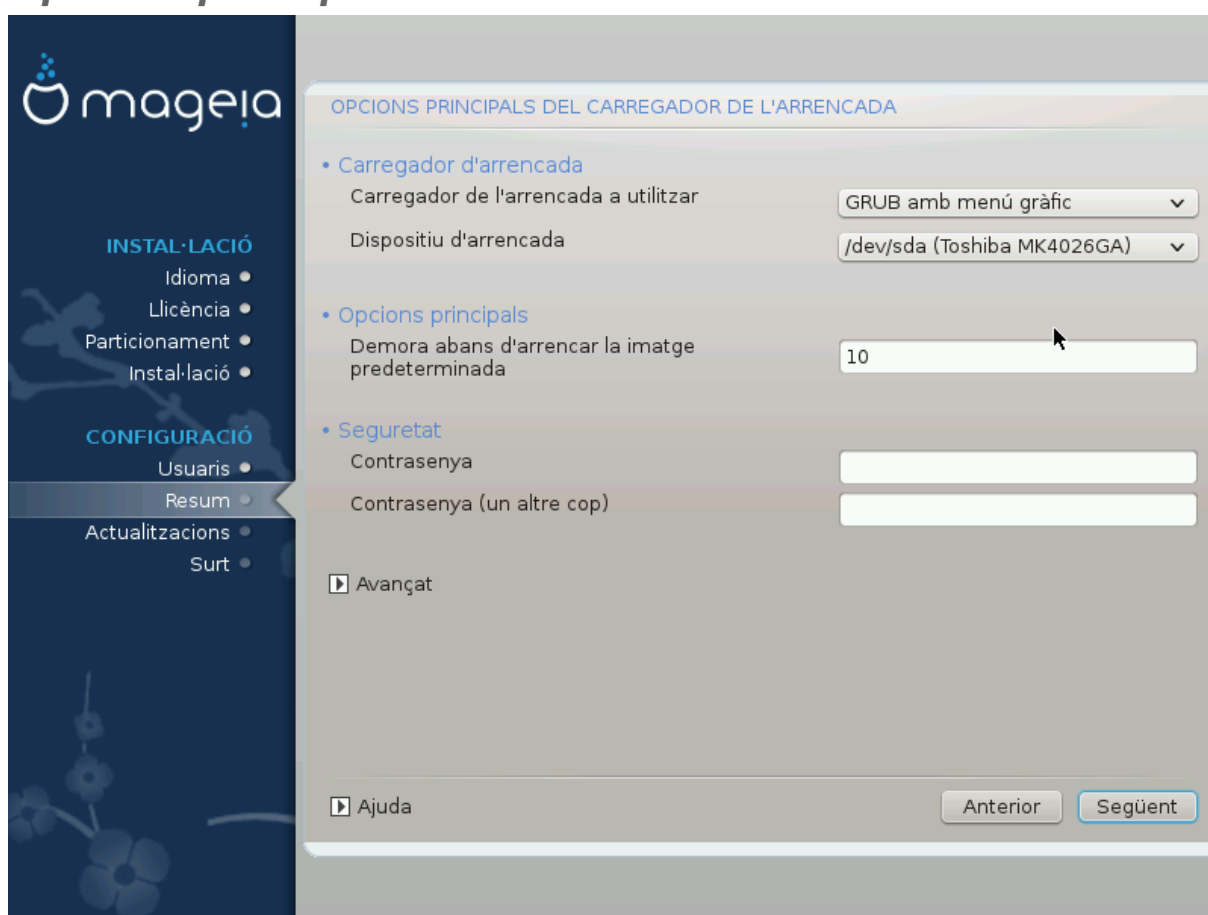 mageia
INSTAL·LACIÓ
Idioma
Llicència
Particionament
Instal·lació
CONFIGURACIÓ
Usuaris
Resum
Actualitzacions
Surt
OPCIONS PRINCIPALS DEL CARREGADOR DE L'ARRENCADA
• Carregador d'arrencada
Carregador de l'arrencada a utilitzar
GRUB amb menú gràfic
Dispositiu d'arrencada
/dev/sda (Toshiba MK4026GA)
• Opcions principals
Demora abans d'arrencar la imatge
predeterminada
10
• Seguretat
Contrasenya
Contrasenya (un altre cop)
Avançat
Ajuda
Anterior
Següent